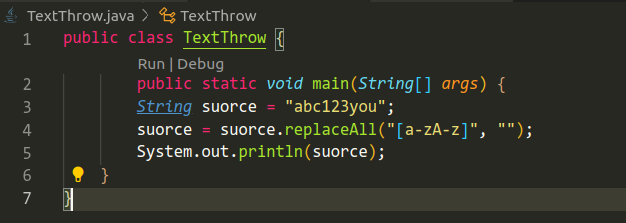 TextThrow.java > TextThrow
1 public class TextThrow {
Run | Debug
2 public static void main(String[] args) {
3 String suorce = "abc123you";
4 suorce = suorce.replaceAll("[a-zA-z]", "");
5 System.out.println(suorce);
6 }
7 }